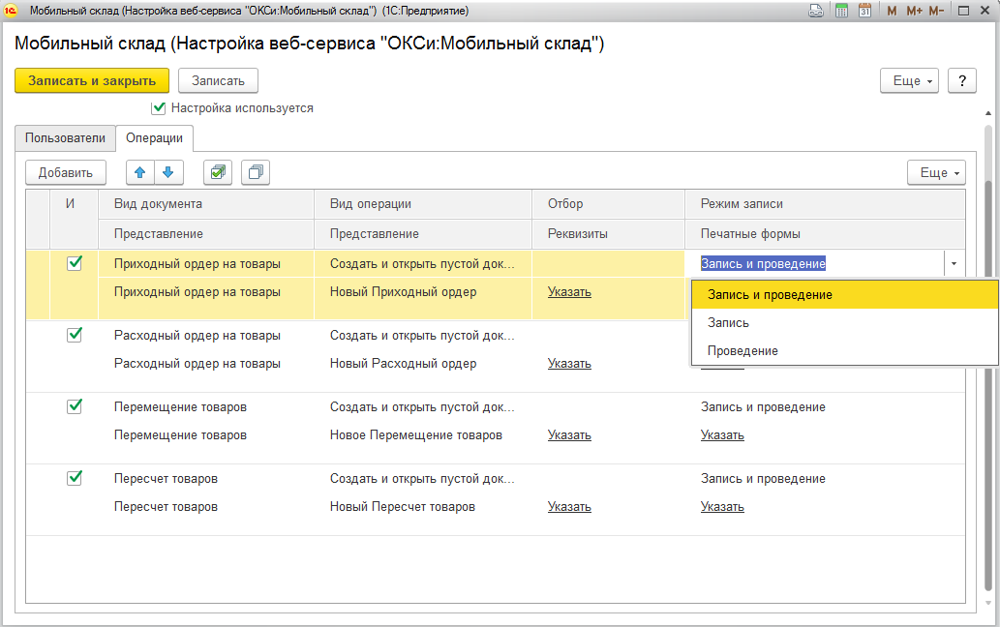 Мобильный склад (Настройка веб-сервиса "ОКСи:Мобильный склад") (1С:Предприятие)
31 M M+ M-
Мобильный склад (Настройка веб-сервиса "ОКСи:Мобильный склад")
Записать и закрыть Записать Еще ?
Настройка используется
Пользователи Операции
Добавить Еще
И Вид документа Вид операции Отбор Режим записи
Представление Представление Реквизиты Печатные формы
Приходный ордер на товары Создать и открыть пустой док... Запись и проведение
Приходный ордер на товары Новый Приходный ордер Указать Запись и проведение
Запись
Проведение
Расходный ордер на товары Создать и открыть пустой док...
Расходный ордер на товары Новый Расходный ордер Указать
Перемещение товаров Создать и открыть пустой док... Запись и проведение
Перемещение товаров Новое Перемещение товаров Указать Указать
Пересчет товаров Создать и открыть пустой док... Запись и проведение
Пересчет товаров Новый Пересчет товаров Указать Указать